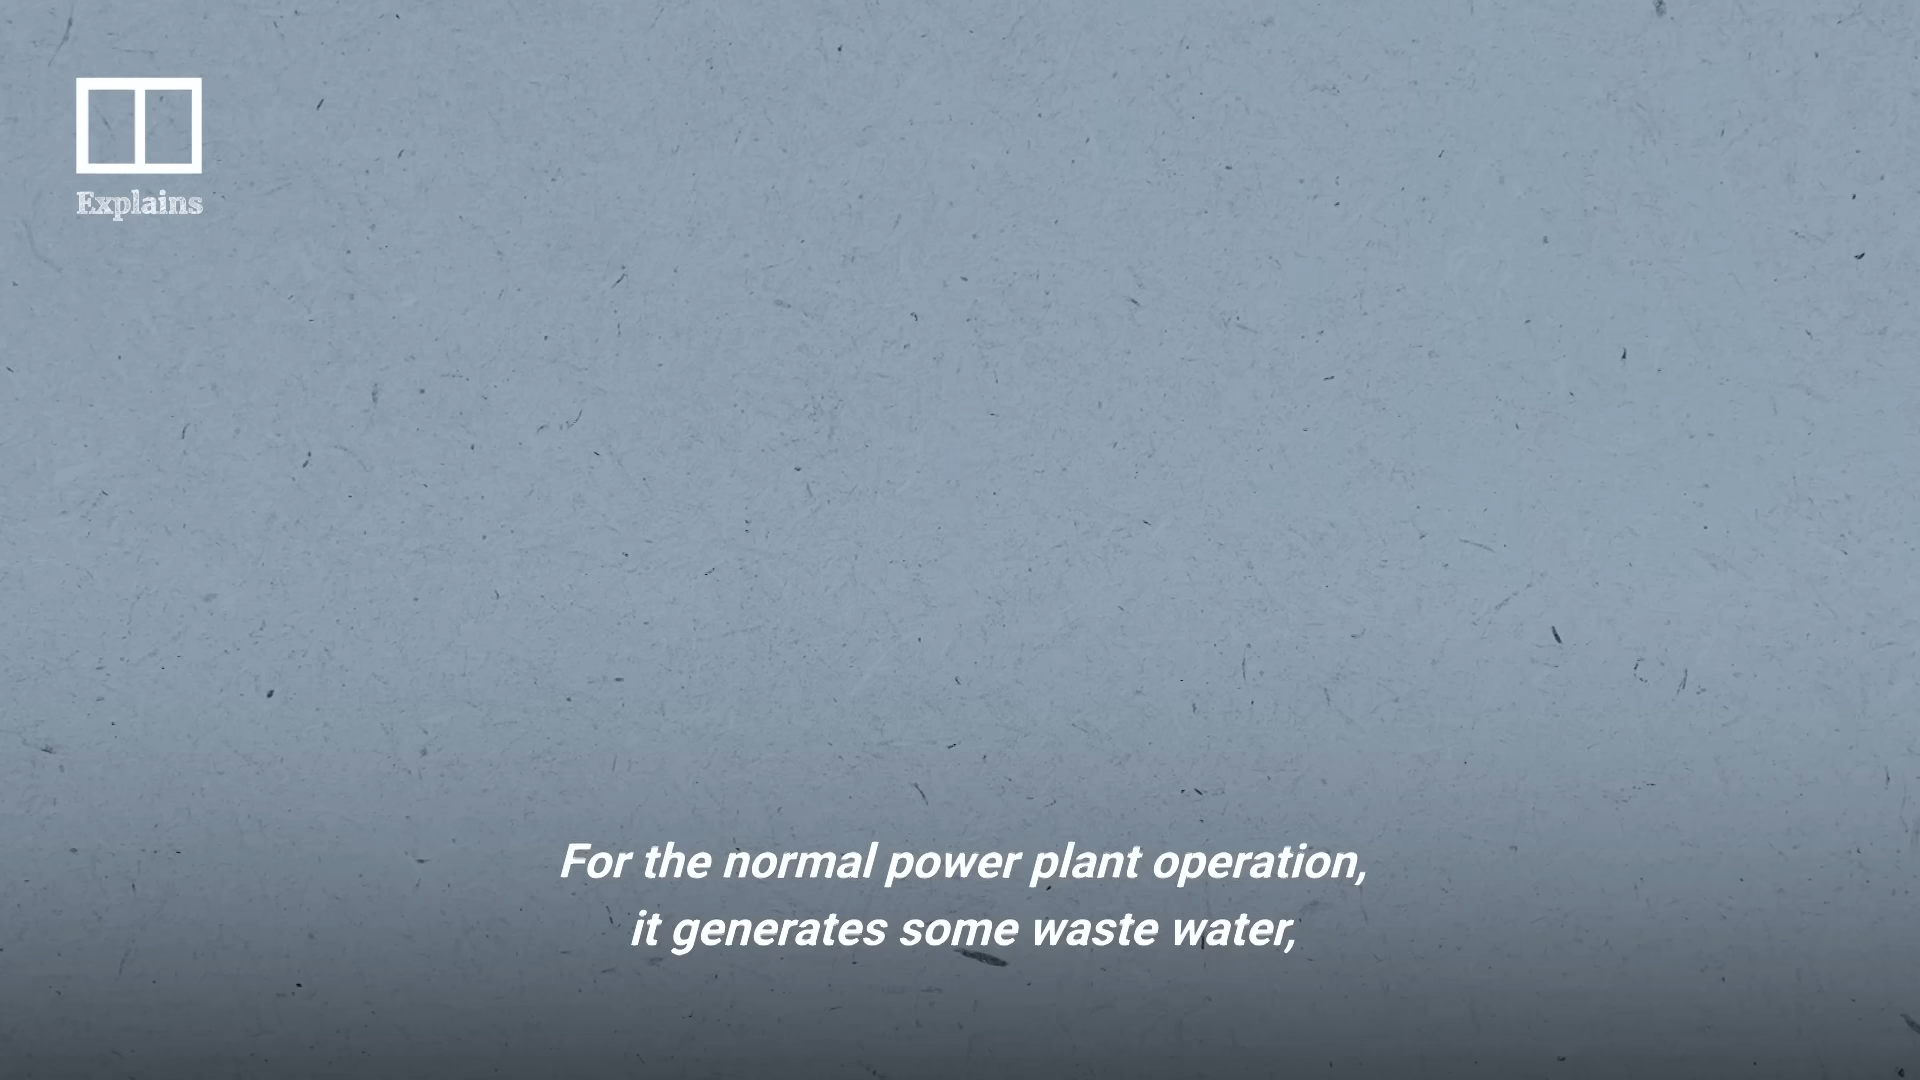 Explains
For the normal power plant operation,
it generates some waste water,